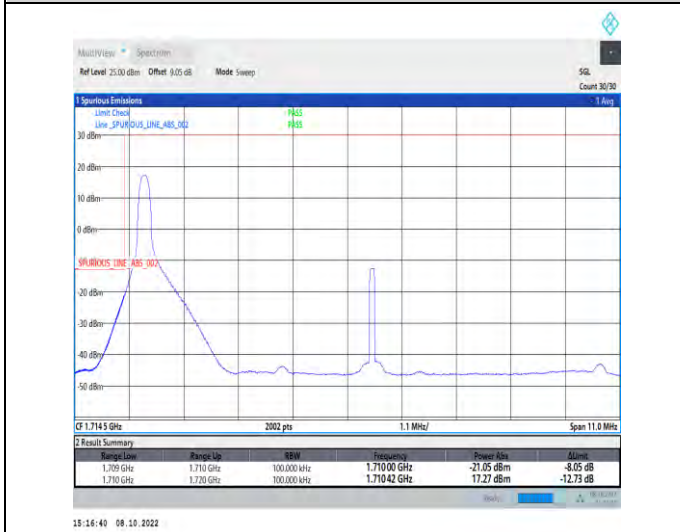 MultiView Spectrum
Ref Level 25.00 dBm Offset 9.05 dB Mode Sweep SGL
Count 30/30
1 Spurious Emissions 1 Avg
Limit Check PASS
Line _SPURIOUS_LINE_ABS_002 PASS
30 dBm
20 dBm
10 dBm
0 dBm
SPURIOUS_LINE_ABS_002
-20 dBm
-30 dBm
-40 dBm
-50 dBm
CF 1.7145 GHz 2002 pts 1.1 MHz/ Span 11.0 MHz
2 Result Summary
Range Low Range Up RBW Frequency Power Abs ΔLimit
1.709 GHz 1.710 GHz 100.000 kHz 1.71000 GHz -21.05 dBm -8.05 dB
1.710 GHz 1.720 GHz 100.000 kHz 1.71042 GHz 17.27 dBm -12.73 dB
Ready
15:16:40 08.10.2022